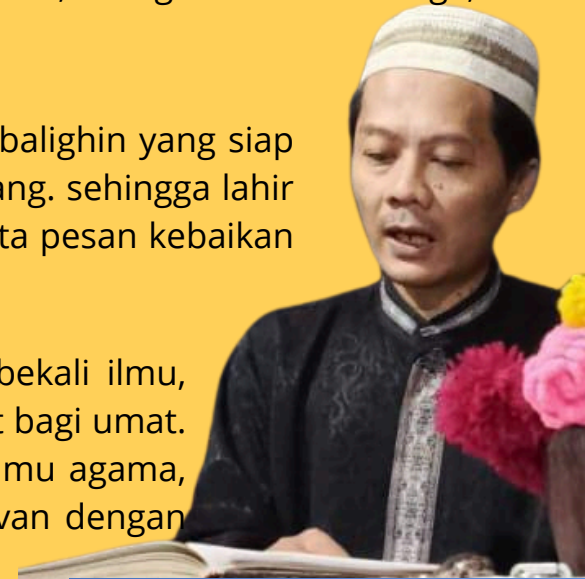 balighin yang siap
ang. sehingga lahir
ta pesan kebaikan
bekali ilmu,
t bagi umat.
mu agama,
van dengan